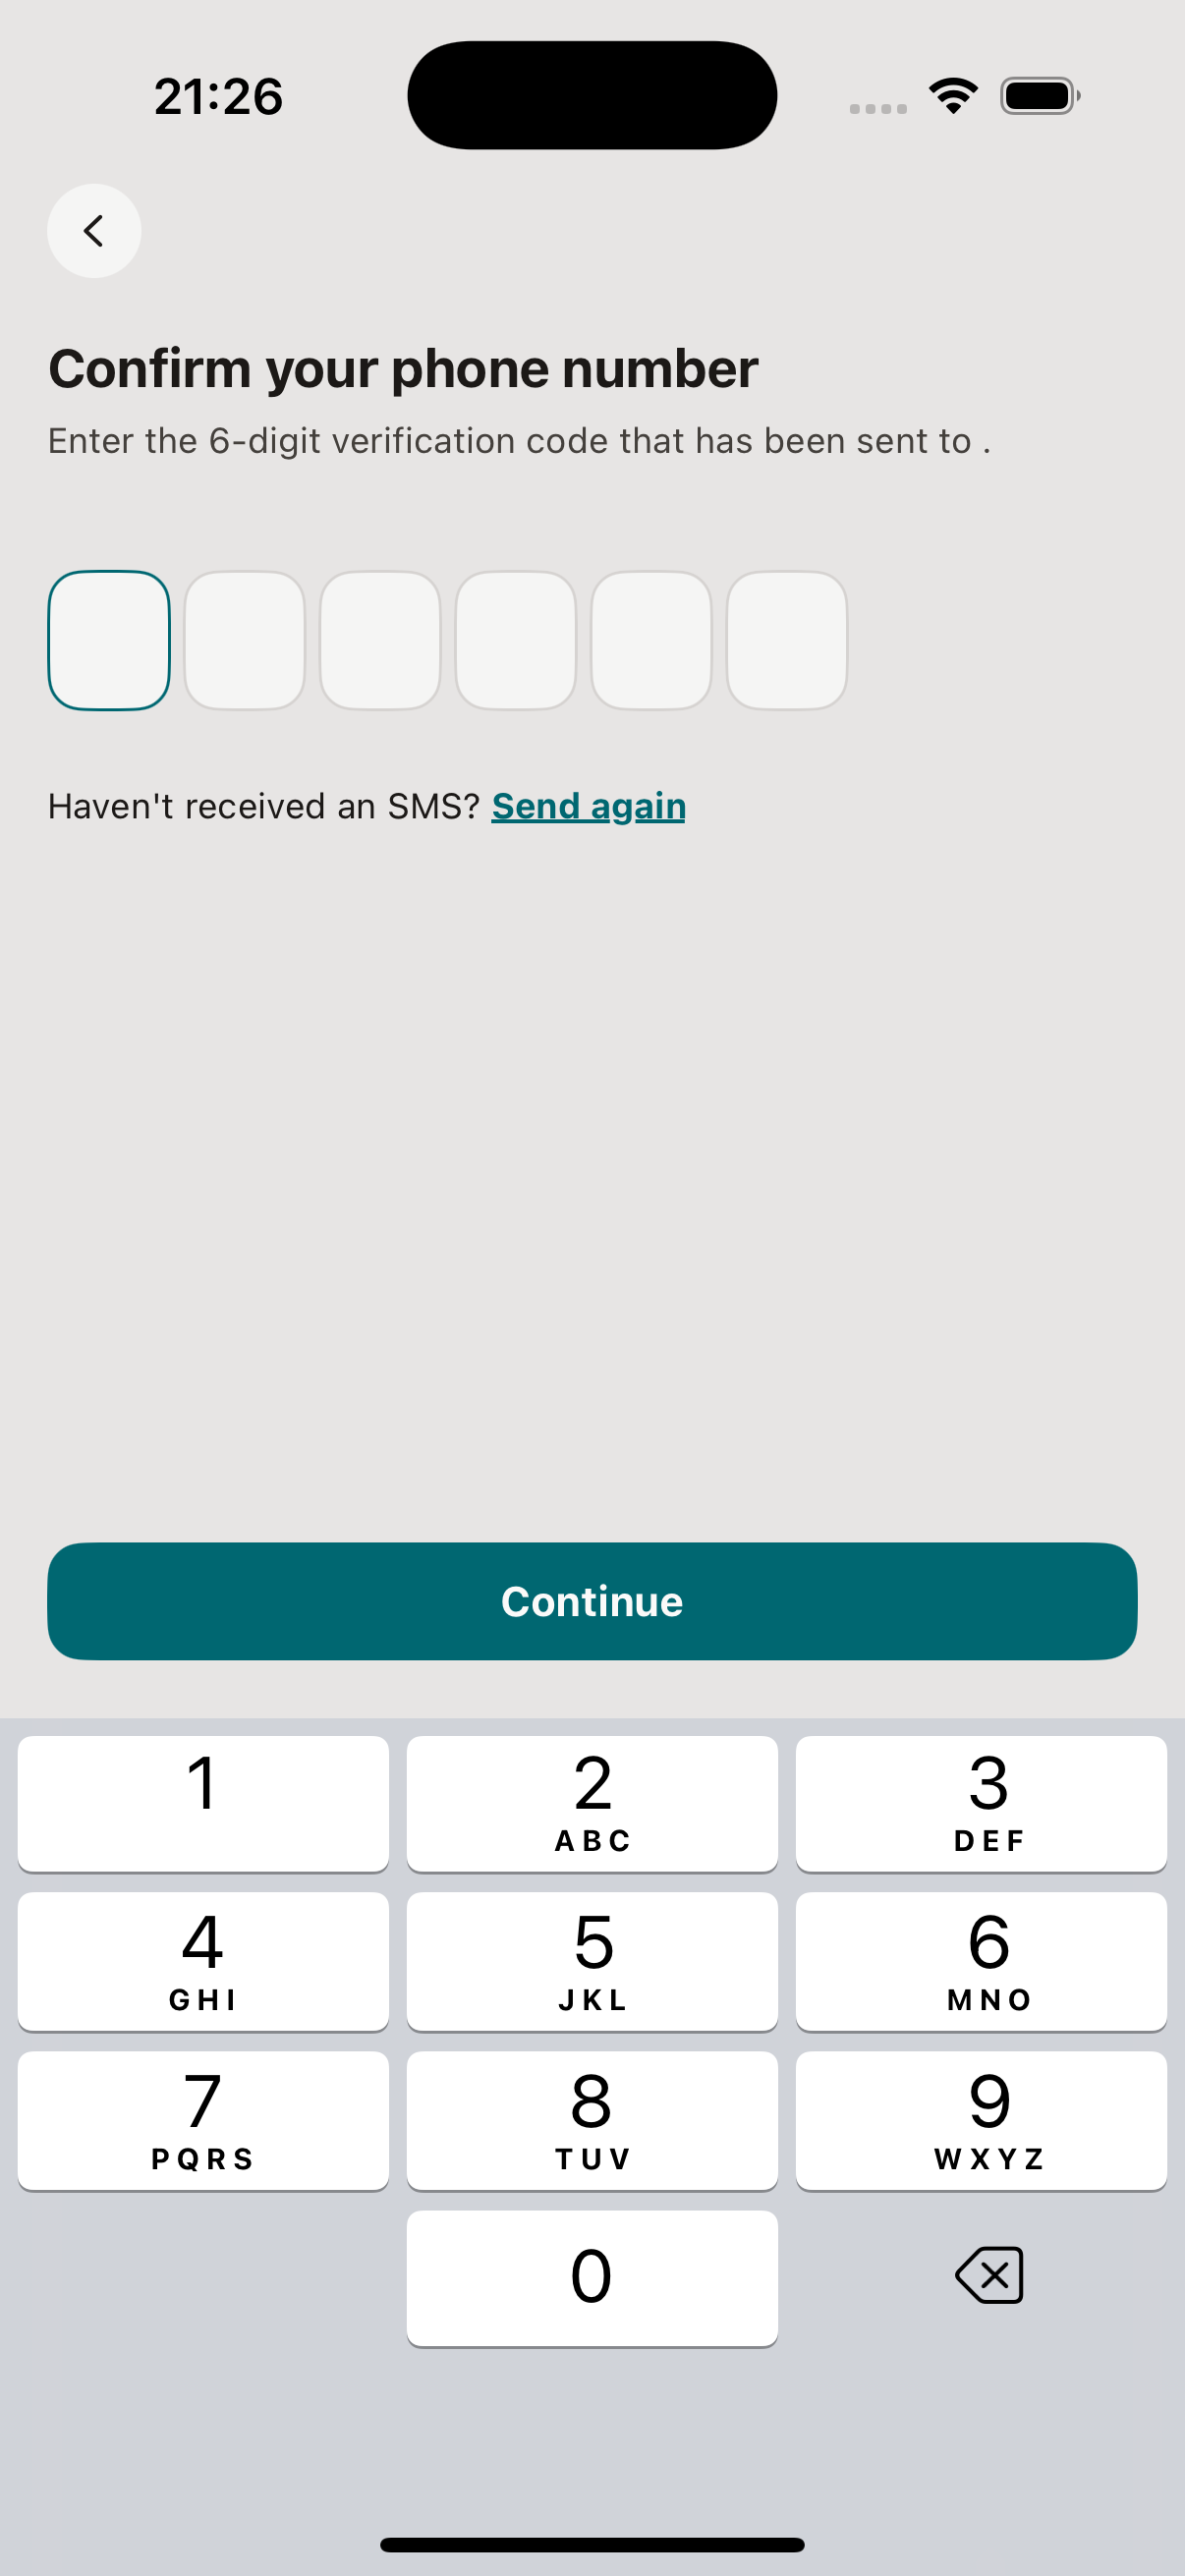 21:26
Confirm your phone number
Enter the 6-digit verification code that has been sent to .
Haven't received an SMS? Send again
Continue
1
2
ABC
3
DEF
4
GHI
5
JKL
6
MNO
7
PQRS
8
TUV
9
WXYZ
0